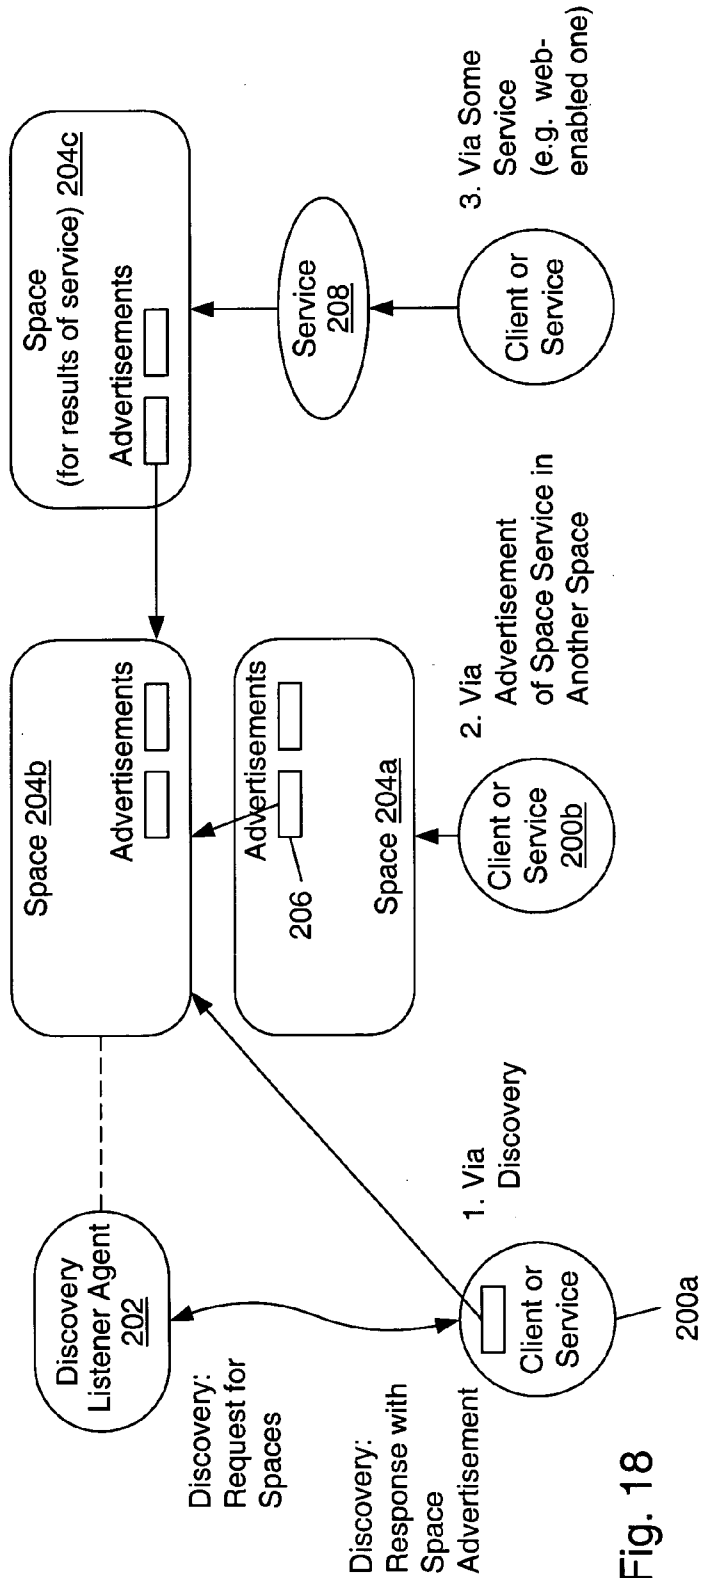 Discovery
Listener Agent
202
Discovery:
Request for
Spaces
Discovery:
Response with
Space
Advertisement
Client or
Service
200a
1. Via
Discovery
Space 204b
Advertisements
Advertisements
206
Space 204a
Client or
Service
200b
2. Via
Advertisement
of Space Service in
Another Space
Space
(for results of service) 204c
Advertisements
Service
208
Client or
Service
3. Via Some
Service
(e.g. web-
enabled one)
Fig. 18